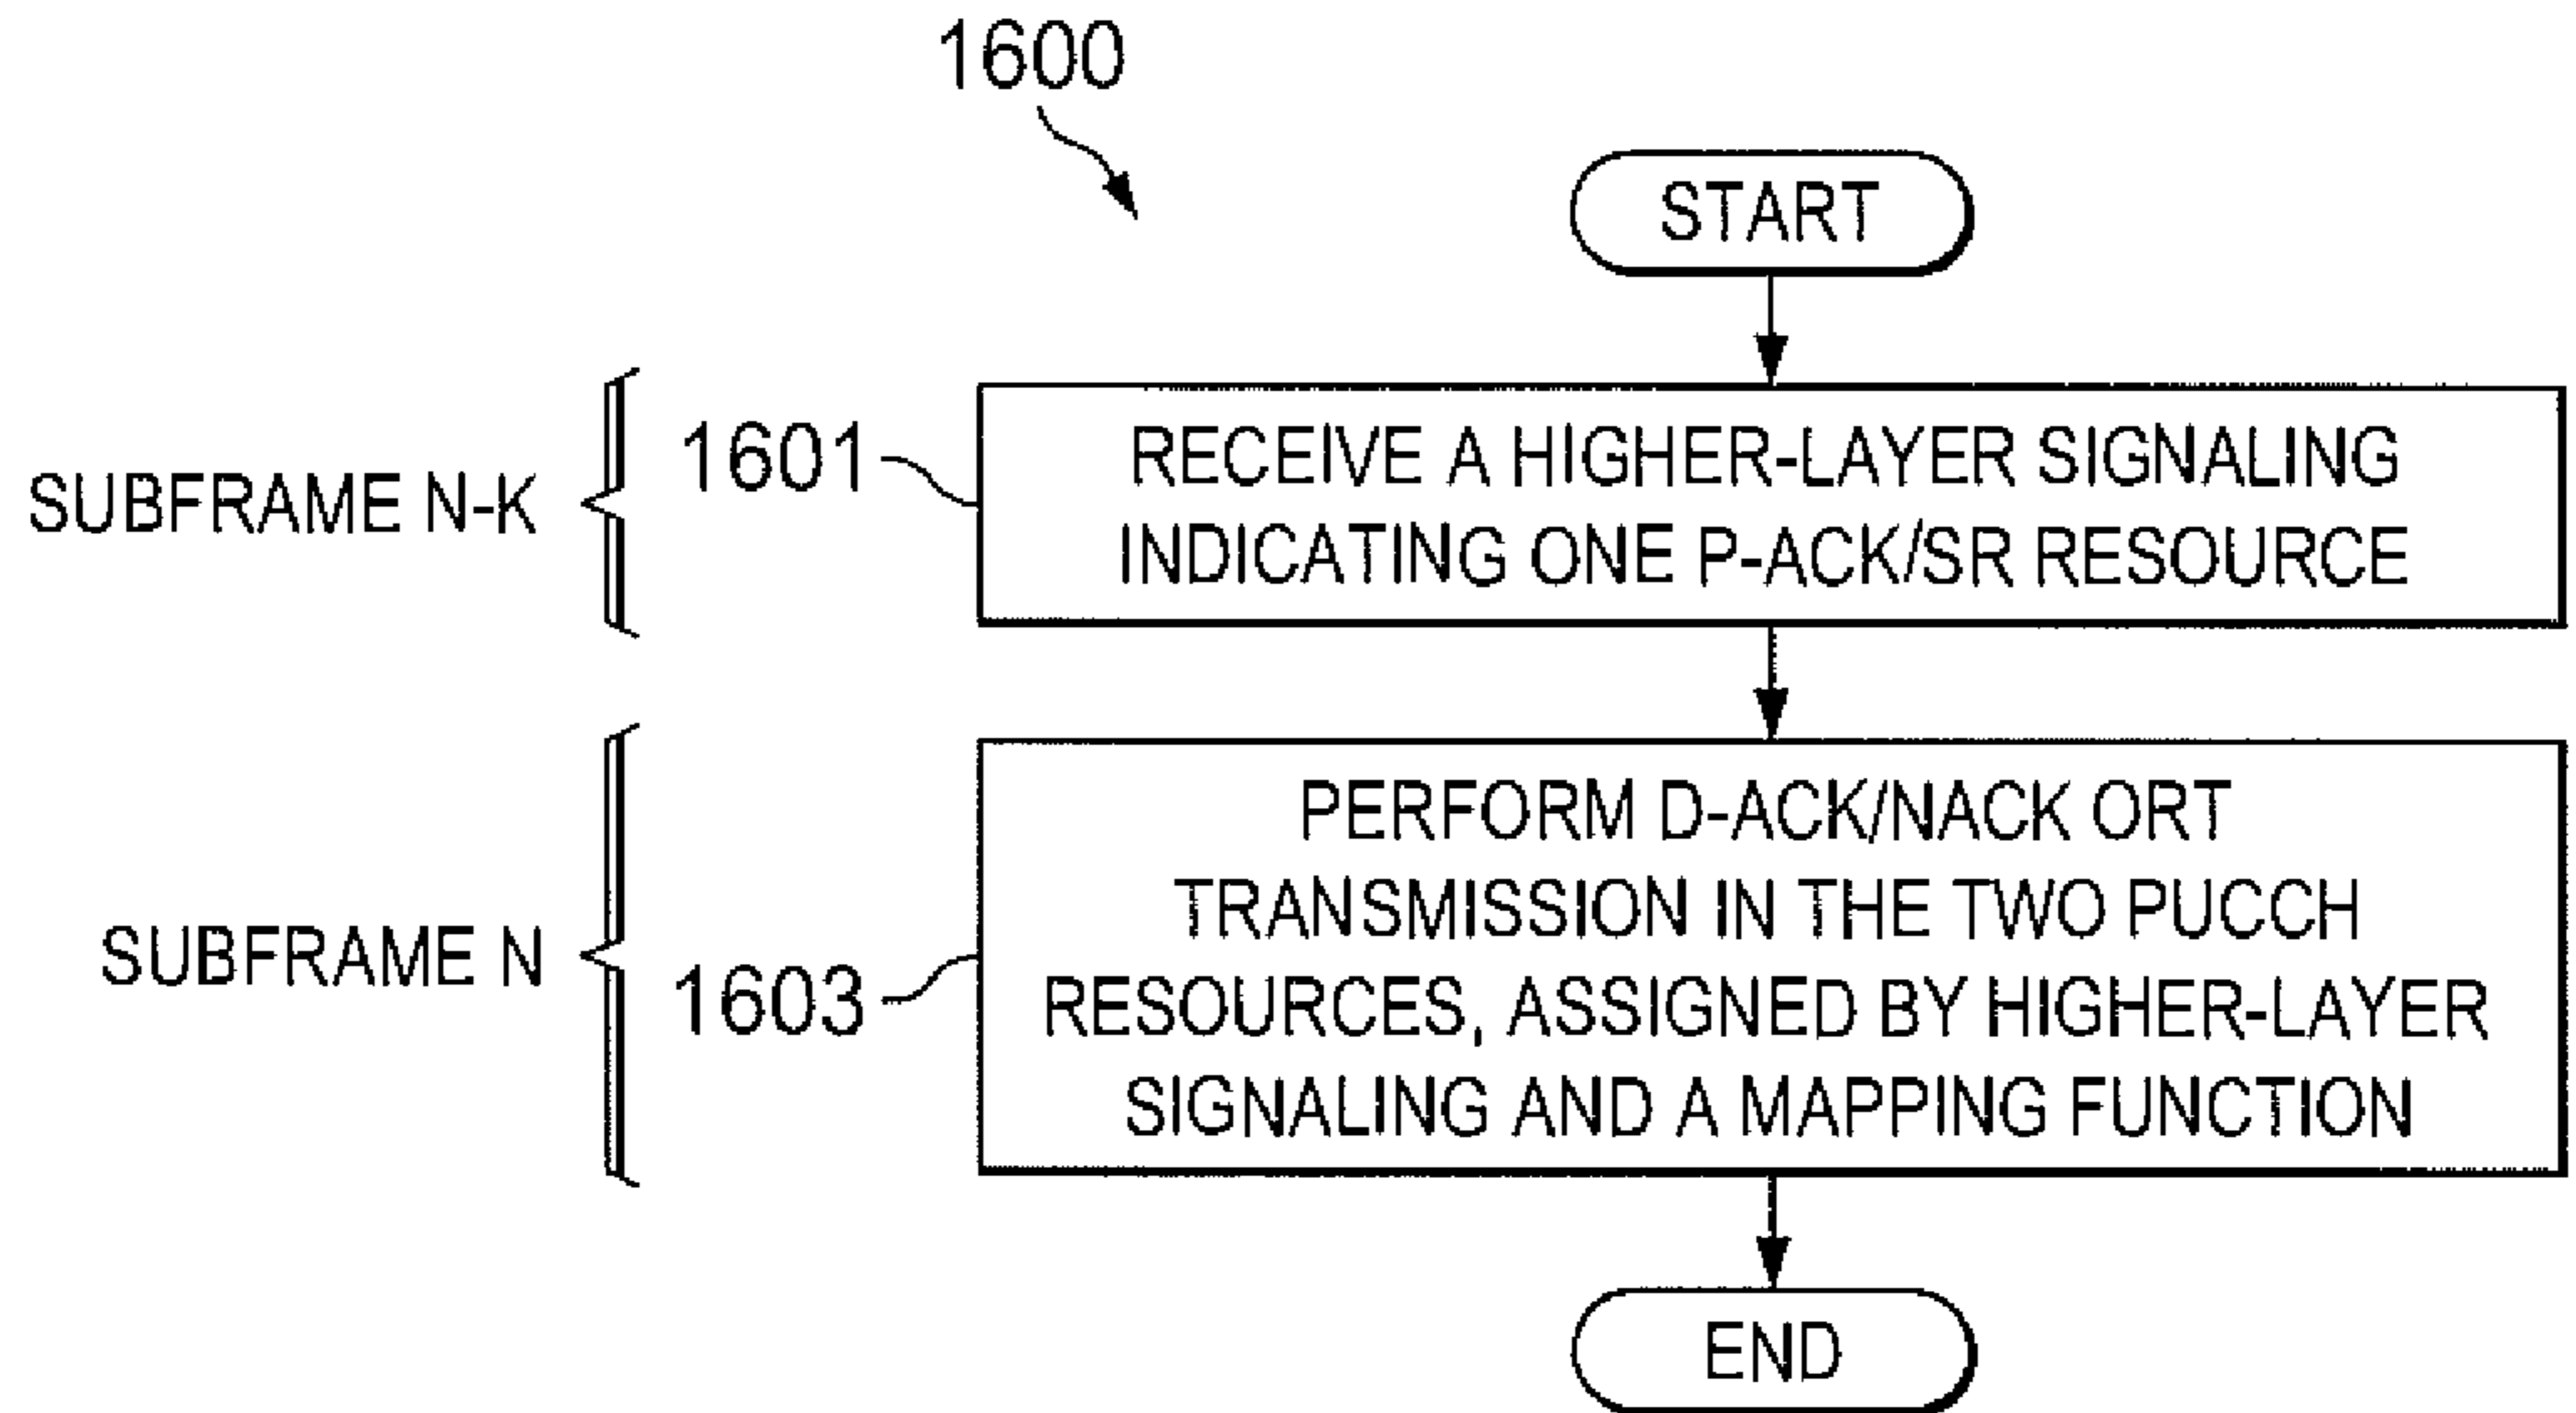 1600
START
SUBFRAME N-K
1601
RECEIVE A HIGHER-LAYER SIGNALING
INDICATING ONE P-ACK/SR RESOURCE
SUBFRAME N
1603
PERFORM D-ACK/NACK ORT
TRANSMISSION IN THE TWO PUCCH
RESOURCES, ASSIGNED BY HIGHER-LAYER
SIGNALING AND A MAPPING FUNCTION
END